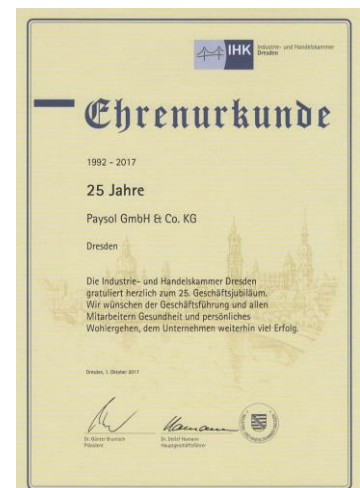 IHK
Industrie- und Handelskammer
Dresden
Ehrenurkunde
1992 - 2017
25 Jahre
Paysol GmbH & Co. KG
Dresden
Die Industrie- und Handelskammer Dresden
gratuliert herzlich zum 25. Geschäftsjubiläum.
Wir wünschen der Geschäftsführung und allen
Mitarbeitern Gesundheit und persönliches
Wohlergehen, dem Unternehmen weiterhin viel Erfolg.
Dresden, 1. Oktober 2017
Dr. Günter Bruntsch
Präsident
Dr. Detlef Hamann
Hauptgeschäftsführer